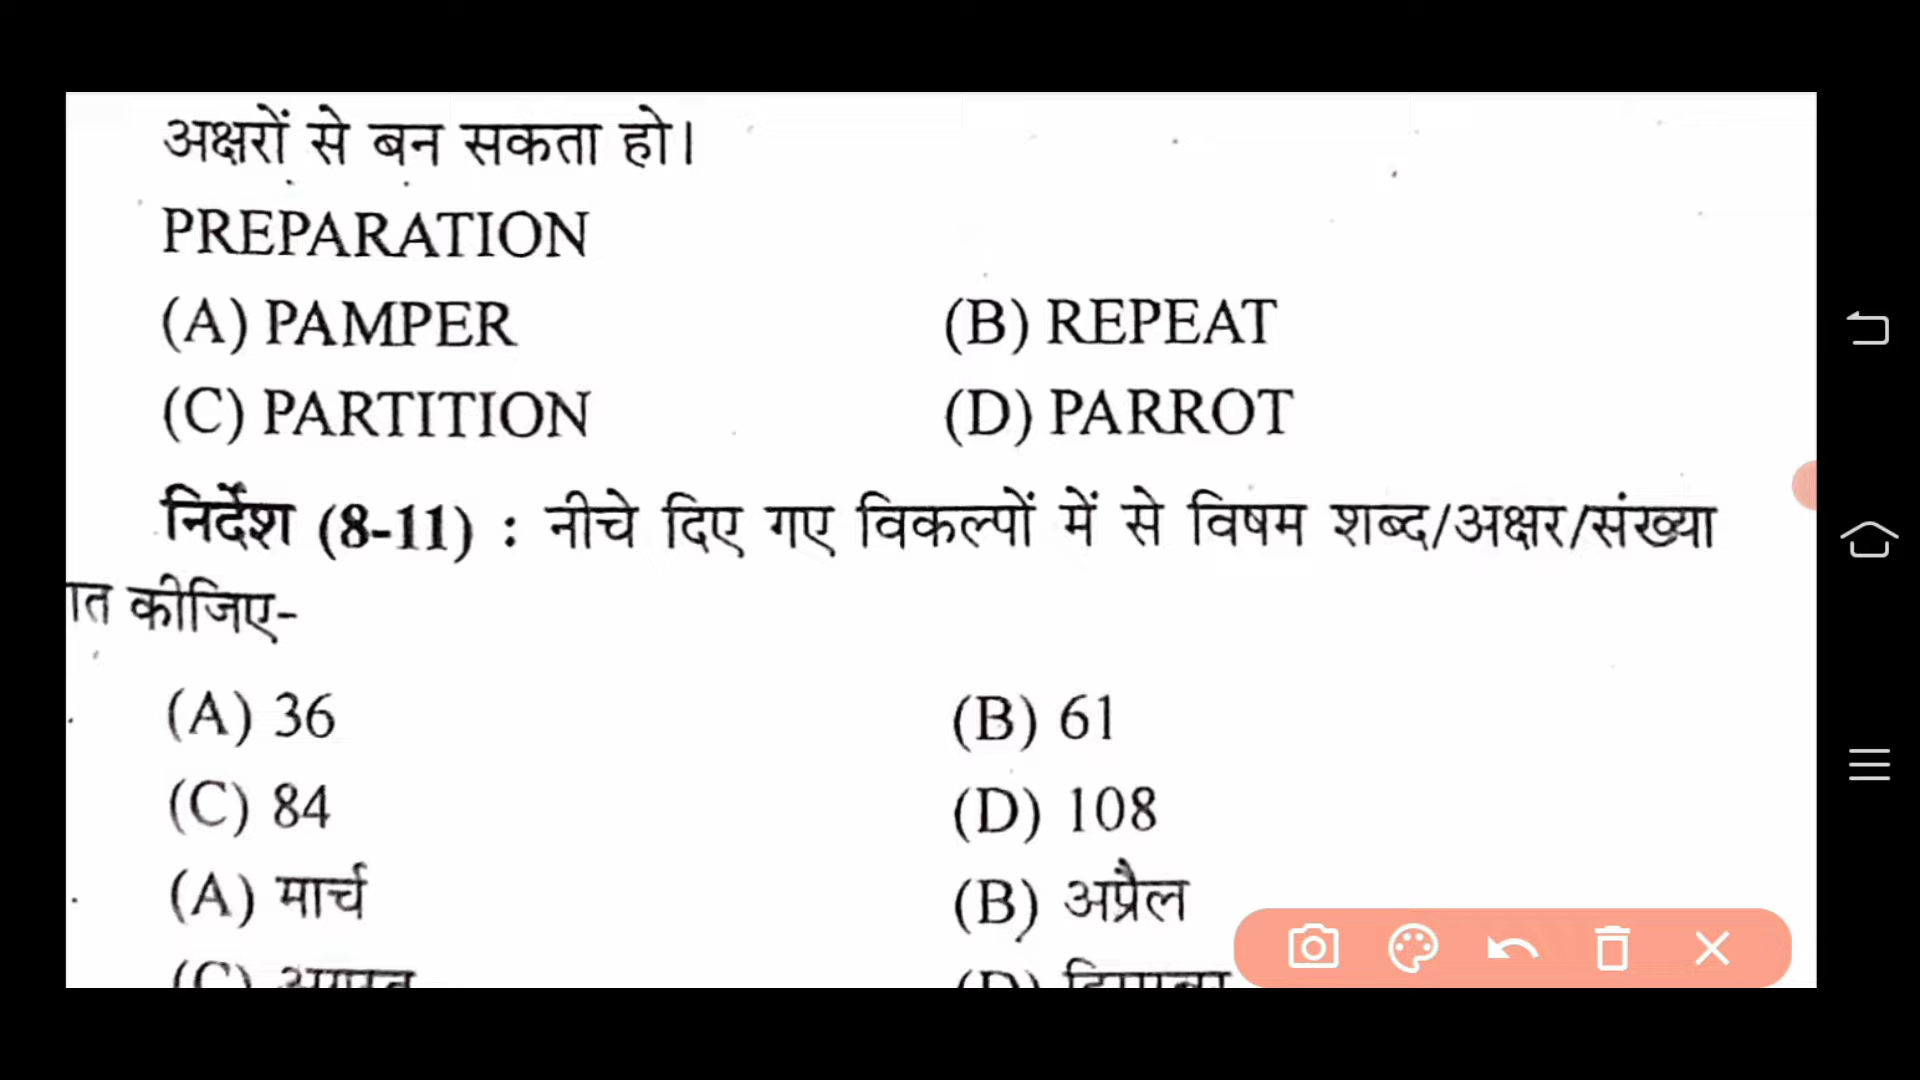 अक्षरों से बन सकता हो।
PREPARATION
(A) PAMPER (B) REPEAT
(C) PARTITION (D) PARROT
निर्देश (8-11) : नीचे दिए गए विकल्पों में से विषम शब्द/अक्षर/संख्या
कीजिए-
(A) 36 (B) 61
(C) 84 (D) 108
(A) मार्च (B) अप्रैल
(C) (D)